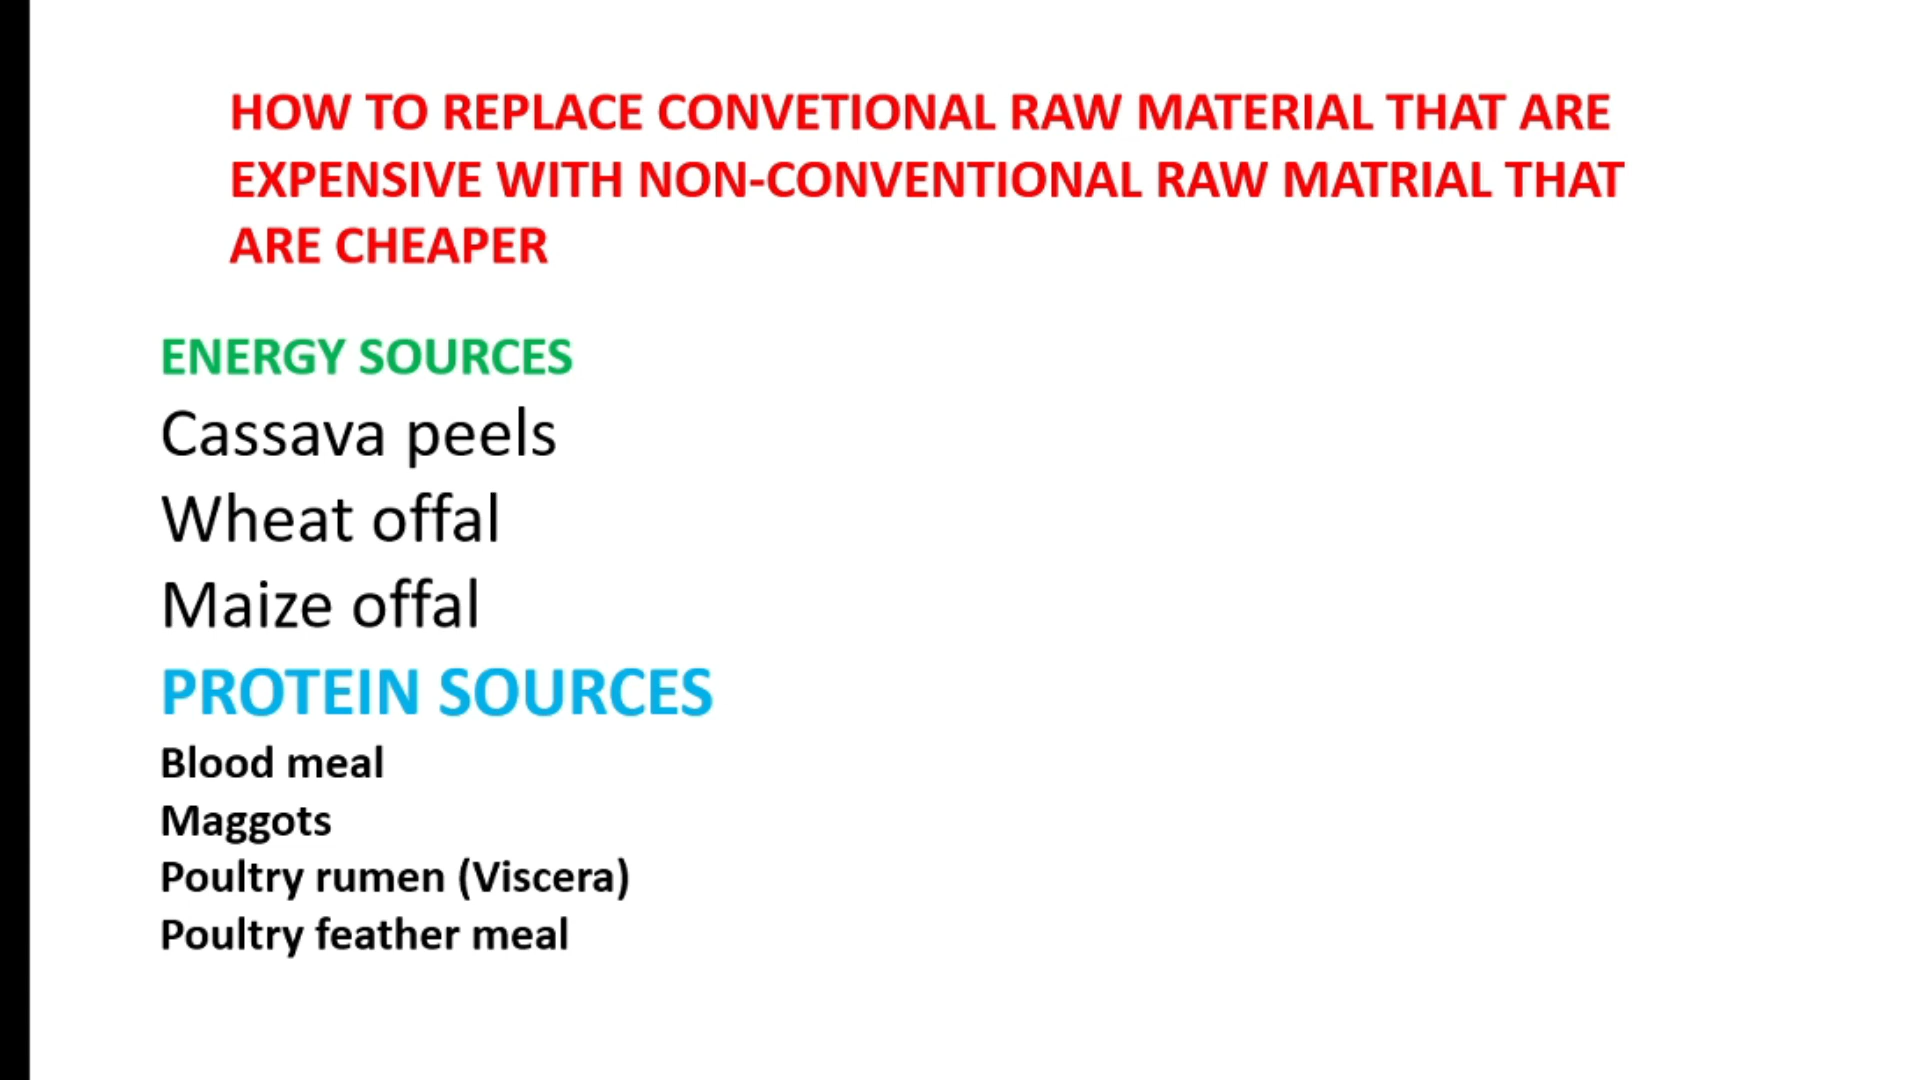 HOW TO REPLACE CONVETIONAL RAW MATERIAL THAT ARE
EXPENSIVE WITH NON-CONVENTIONAL RAW MATRIAL THAT
ARE CHEAPER
ENERGY SOURCES
Cassava peels
Wheat offal
Maize offal
PROTEIN SOURCES
Blood meal
Maggots
Poultry rumen (Viscera)
Poultry feather meal